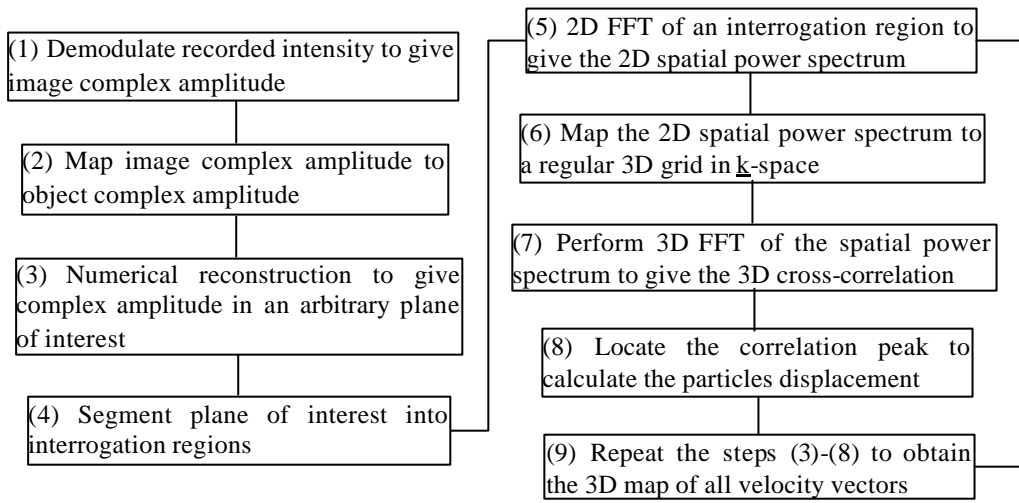 (1) Demodulate recorded intensity to give
image complex amplitude
(2) Map image complex amplitude to
object complex amplitude
(3) Numerical reconstruction to give
complex amplitude in an arbitrary plane
of interest
(4) Segment plane of interest into
interrogation regions
(5) 2D FFT of an interrogation region to
give the 2D spatial power spectrum
(6) Map the 2D spatial power spectrum to
a regular 3D grid in k-space
(7) Perform 3D FFT of the spatial power
spectrum to give the 3D cross-correlation
(8) Locate the correlation peak to
calculate the particles displacement
(9) Repeat the steps (3)-(8) to obtain
the 3D map of all velocity vectors